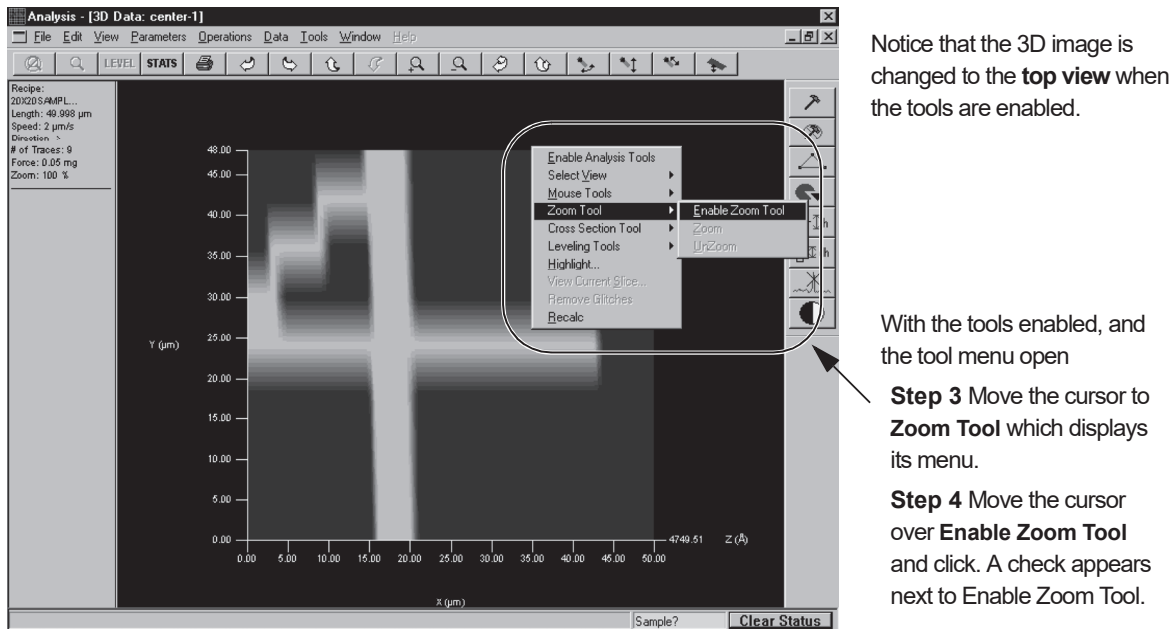 Analysis - [3D Data: center-1]
File Edit View Parameters Operations Data Tools Window Help
LEVEL STATS
Recipe:
20X20SAMPL...
Length: 49.998 µm
Speed: 2 µm/s
Direction: >
# of Traces: 9
Force: 0.05 mg
Zoom: 100 %
48.00
45.00
40.00
35.00
30.00
25.00
20.00
15.00
10.00
5.00
0.00
Y (µm)
0.00 5.00 10.00 15.00 20.00 25.00 30.00 35.00 40.00 45.00 50.00
X (µm)
4749.51 Z (Å)
Enable Analysis Tools
Select View
Mouse Tools
Zoom Tool
Cross Section Tool
Leveling Tools
Highlight...
View Current Slice...
Remove Glitches
Recalc
Enable Zoom Tool
Zoom
UnZoom
h
h
Sample?
Clear Status
Notice that the 3D image is
changed to the top view when
the tools are enabled.
With the tools enabled, and
the tool menu open
Step 3 Move the cursor to
Zoom Tool which displays
its menu.
Step 4 Move the cursor
over Enable Zoom Tool
and click. A check appears
next to Enable Zoom Tool.